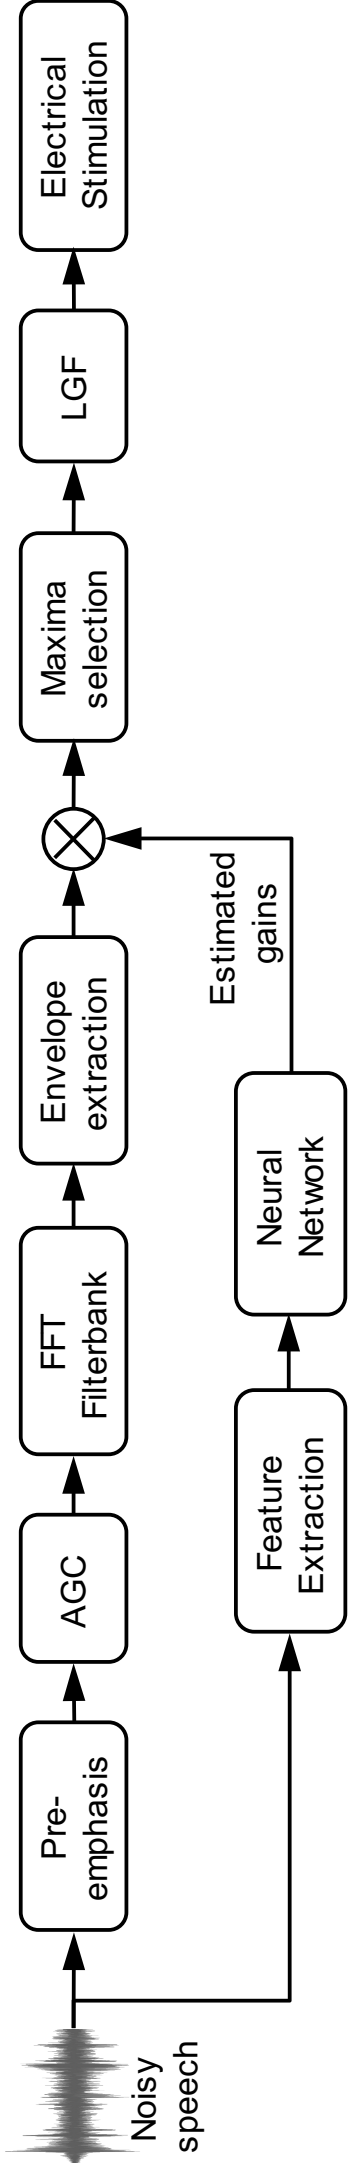 Noisy
speech
Pre-
emphasis
AGC
FFT
Filterbank
Envelope
extraction
Maxima
selection
LGF
Electrical
Stimulation
Feature
Extraction
Neural
Network
Estimated
gains